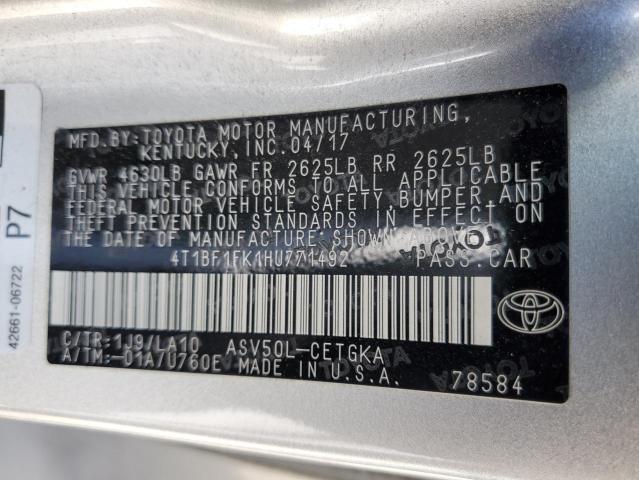 MFD. BY: TOYOTA MOTOR MANUFACTURING,
KENTUCKY, INC. 04/17
GVWR 4630LB GAWR FR 2625LB RR 2625LB
THIS VEHICLE CONFORMS TO ALL APPLICABLE
FEDERAL MOTOR VEHICLE SAFETY, BUMPER AND
THEFT PREVENTION STANDARDS IN EFFECT ON
THE DATE OF MANUFACTURE SHOWN ABOVE.
4T1BF1FK1HU771492 PASS.CAR
C/TR:1J9/LA10 ASV50L-CETGKA
A/TM:-01A/U760E MADE IN U.S.A. 78584
P7
42661-06722
TOYOTA